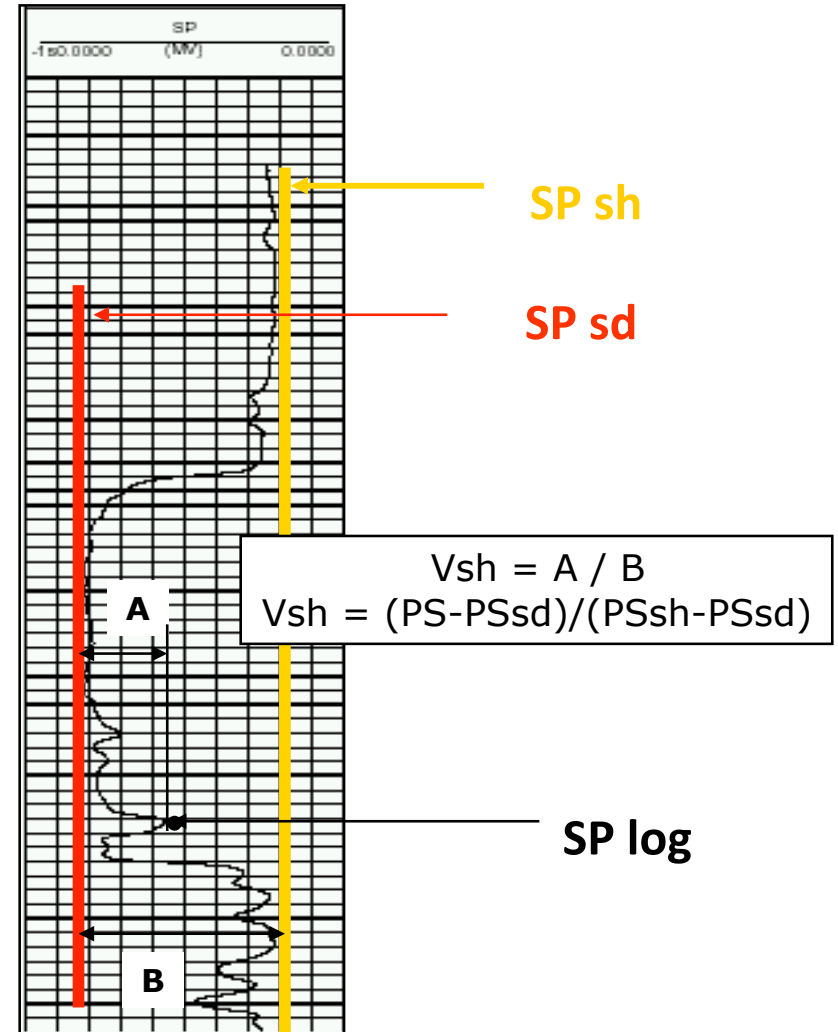 SP
-150.0000 (MV) 0.0000
SP sh
SP sd
Vsh = A / B
Vsh = (PS-PSsd)/(PSsh-PSsd)
A
SP log
B